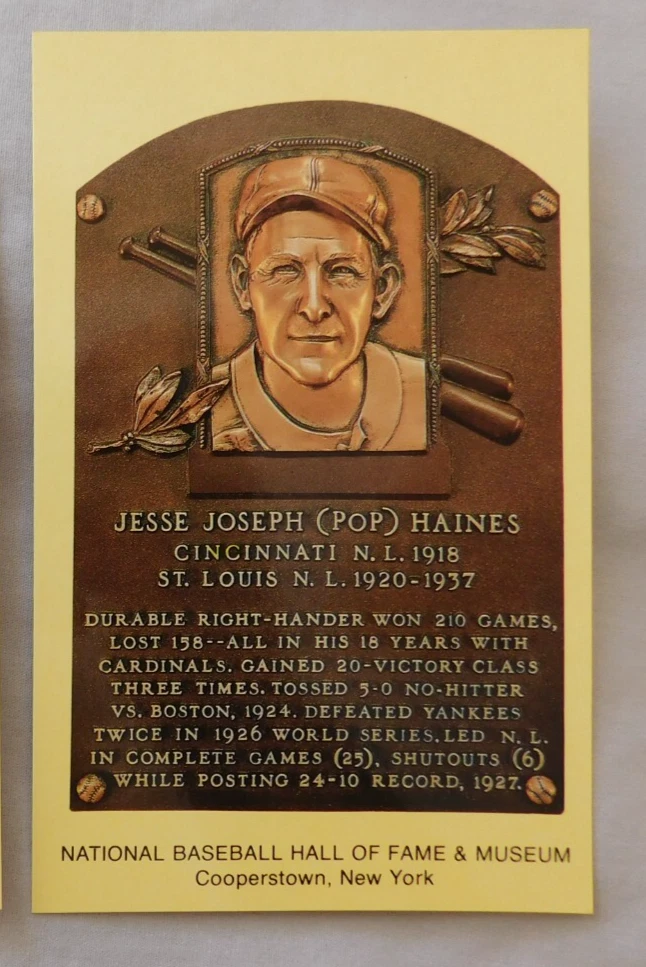 JESSE JOSEPH (POP) HAINES
CINCINNATI N. L. 1918
ST. LOUIS N. L. 1920-1937
DURABLE RIGHT-HANDER WON 210 GAMES,
LOST 158--ALL IN HIS 18 YEARS WITH
CARDINALS. GAINED 20-VICTORY CLASS
THREE TIMES. TOSSED 5-0 NO-HITTER
VS. BOSTON, 1924. DEFEATED YANKEES
TWICE IN 1926 WORLD SERIES. LED N. L.
IN COMPLETE GAMES (25), SHUTOUTS (6)
WHILE POSTING 24-10 RECORD, 1927.
NATIONAL BASEBALL HALL OF FAME & MUSEUM
Cooperstown, New York